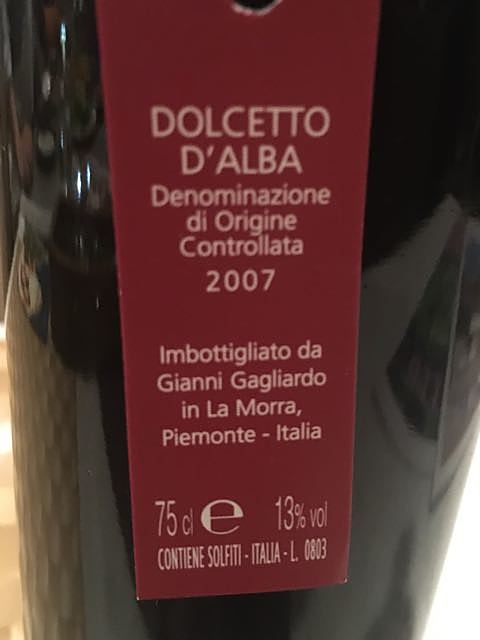 DOLCETTO
D'ALBA
Denominazione
di Origine
Controllata
2007
Imbottigliato da
Gianni Gagliardo
in La Morra,
Piemonte - Italia
75 cl e 13% vol
CONTIENE SOLFITI - ITALIA - L. 0803